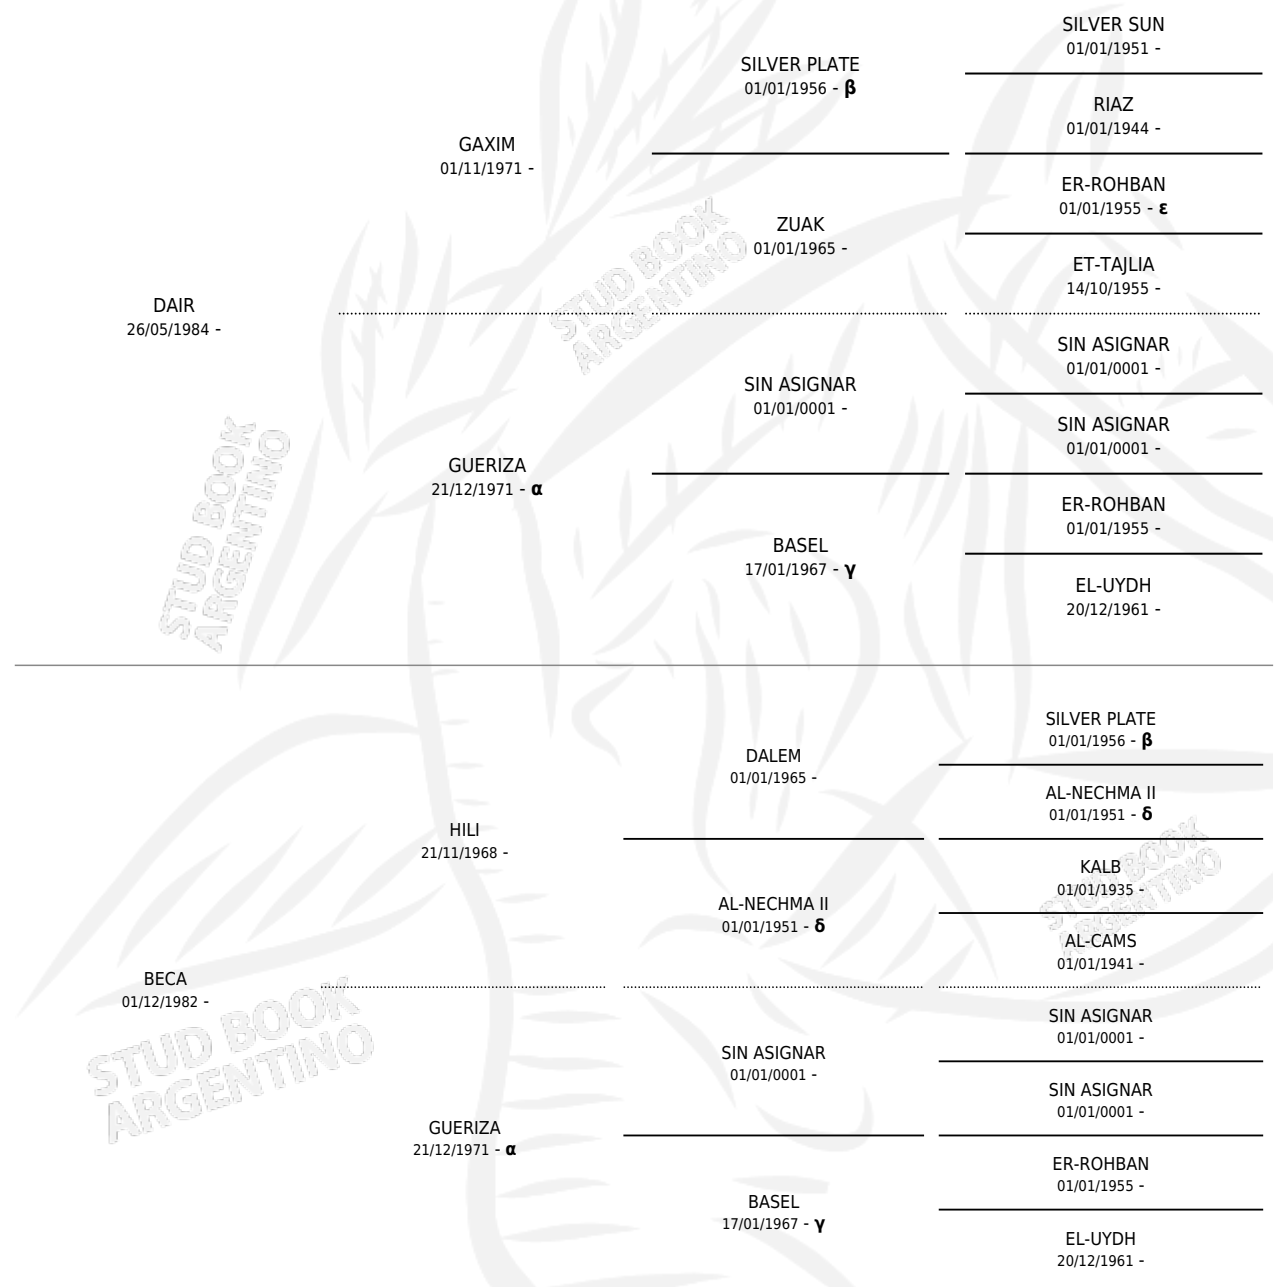 SILVER SUN
01/01/1951 -
SILVER PLATE
01/01/1956 - β
RIAZ
01/01/1944 -
GAXIM
01/11/1971 -
ER-ROHBAN
01/01/1955 - ε
ZUAK
01/01/1965 -
ET-TAJLIA
14/10/1955 -
DAIR
26/05/1984 -
SIN ASIGNAR
01/01/0001 -
SIN ASIGNAR
01/01/0001 -
SIN ASIGNAR
01/01/0001 -
GUERIZA
21/12/1971 - α
ER-ROHBAN
01/01/1955 -
BASEL
17/01/1967 - γ
EL-UYDH
20/12/1961 -
STUD BOOK
ARGENTINO
STUD BOOK
ARGENTINO
SILVER PLATE
01/01/1956 - β
DALEM
01/01/1965 -
AL-NECHMA II
01/01/1951 - δ
HILI
21/11/1968 -
KALB
01/01/1935 -
AL-NECHMA II
01/01/1951 - δ
AL-CAMS
01/01/1941 -
BECA
01/12/1982 -
SIN ASIGNAR
01/01/0001 -
SIN ASIGNAR
01/01/0001 -
SIN ASIGNAR
01/01/0001 -
GUERIZA
21/12/1971 - α
ER-ROHBAN
01/01/1955 -
BASEL
17/01/1967 - γ
EL-UYDH
20/12/1961 -
STUD BOOK
ARGENTINO
STUD BOOK
ARGENTINO